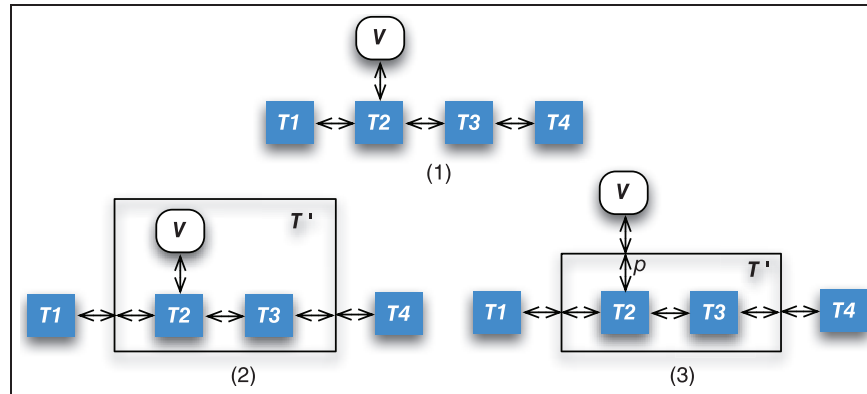 V
T1 T2 T3 T4
(1)
V
T'
T1 T2 T3 T4
(2)
V
p
T'
T1 T2 T3 T4
(3)